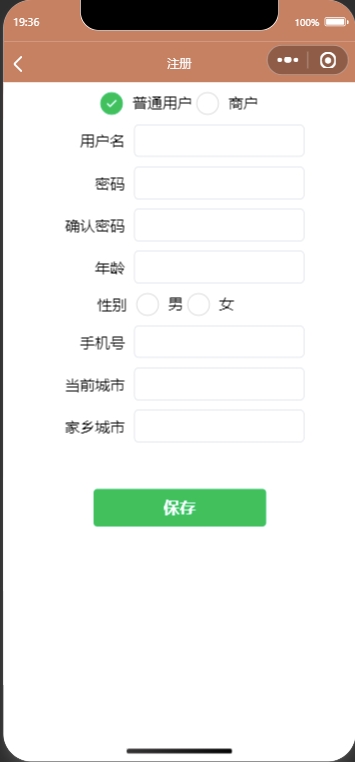 19:36
100%
注册
普通用户 商户
用户名
密码
确认密码
年龄
性别 男 女
手机号
当前城市
家乡城市
保存